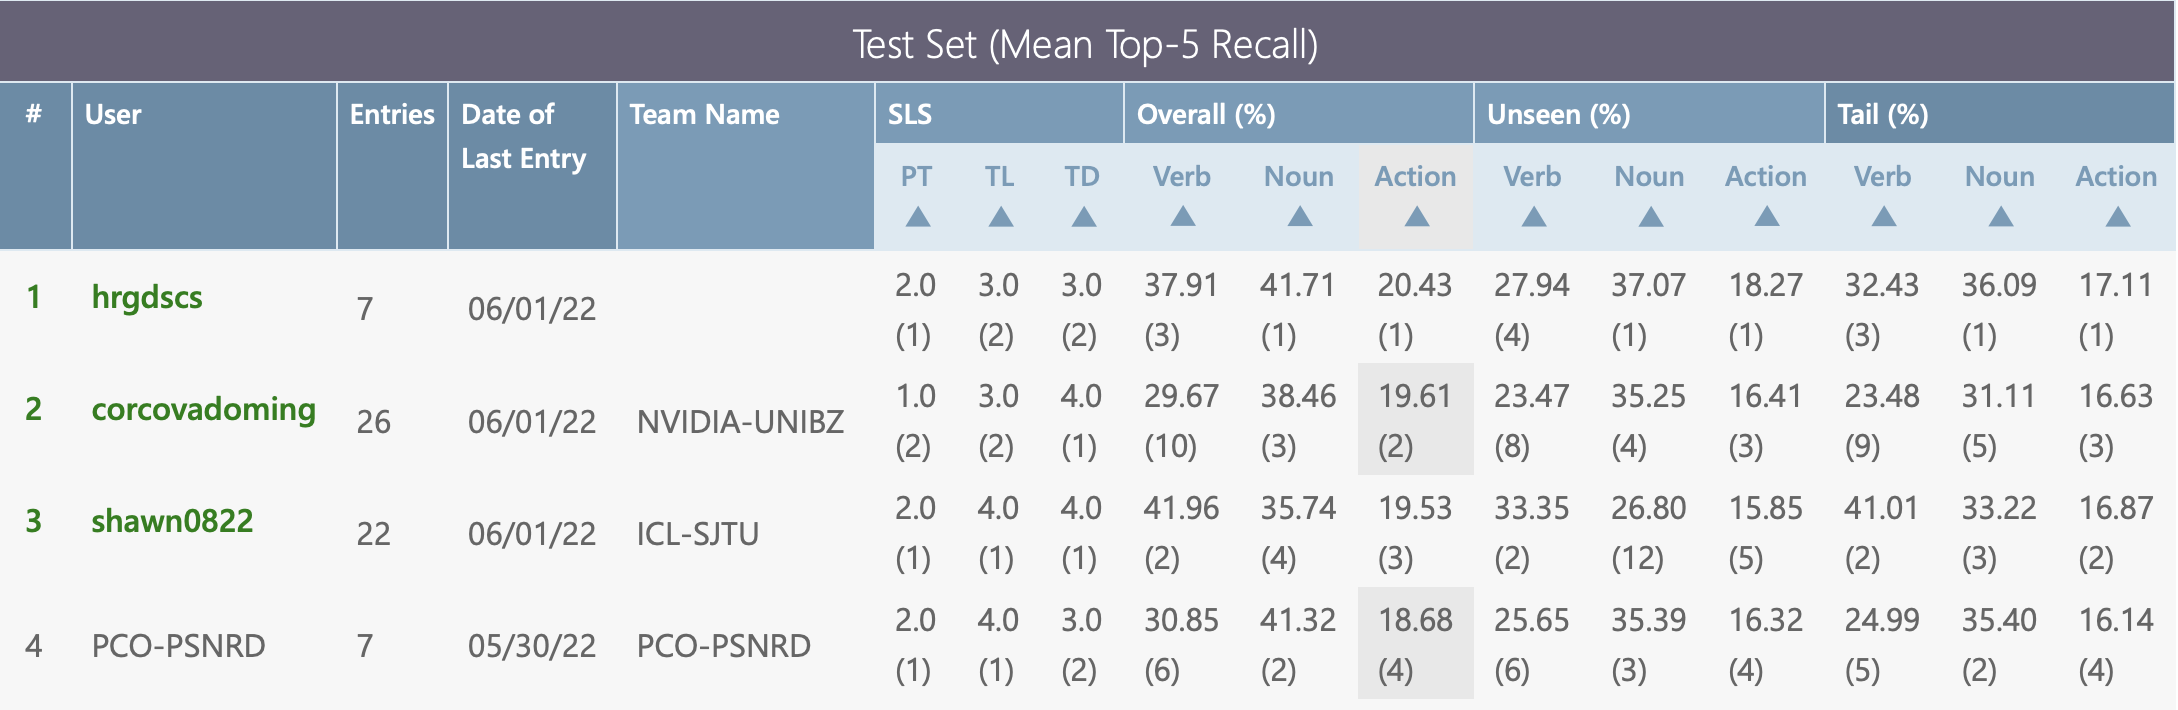 Test Set (Mean Top-5 Recall)
# User Entries Date of Last Entry Team Name SLS Overall (%) Unseen (%) Tail (%)
PT TL TD Verb Noun Action Verb Noun Action Verb Noun Action
▲ ▲ ▲ ▲ ▲ ▲ ▲ ▲ ▲ ▲ ▲ ▲
1 hrgdscs 7 06/01/22 2.0 3.0 3.0 37.91 41.71 20.43 27.94 37.07 18.27 32.43 36.09 17.11
(1) (2) (2) (3) (1) (1) (4) (1) (1) (3) (1) (1)
2 corcovadoming 26 06/01/22 NVIDIA-UNIBZ 1.0 3.0 4.0 29.67 38.46 19.61 23.47 35.25 16.41 23.48 31.11 16.63
(2) (2) (1) (10) (3) (2) (8) (4) (3) (9) (5) (3)
3 shawn0822 22 06/01/22 ICL-SJTU 2.0 4.0 4.0 41.96 35.74 19.53 33.35 26.80 15.85 41.01 33.22 16.87
(1) (1) (1) (2) (4) (3) (2) (12) (5) (2) (3) (2)
4 PCO-PSNRD 7 05/30/22 PCO-PSNRD 2.0 4.0 3.0 30.85 41.32 18.68 25.65 35.39 16.32 24.99 35.40 16.14
(1) (1) (2) (6) (2) (4) (6) (3) (4) (5) (2) (4)